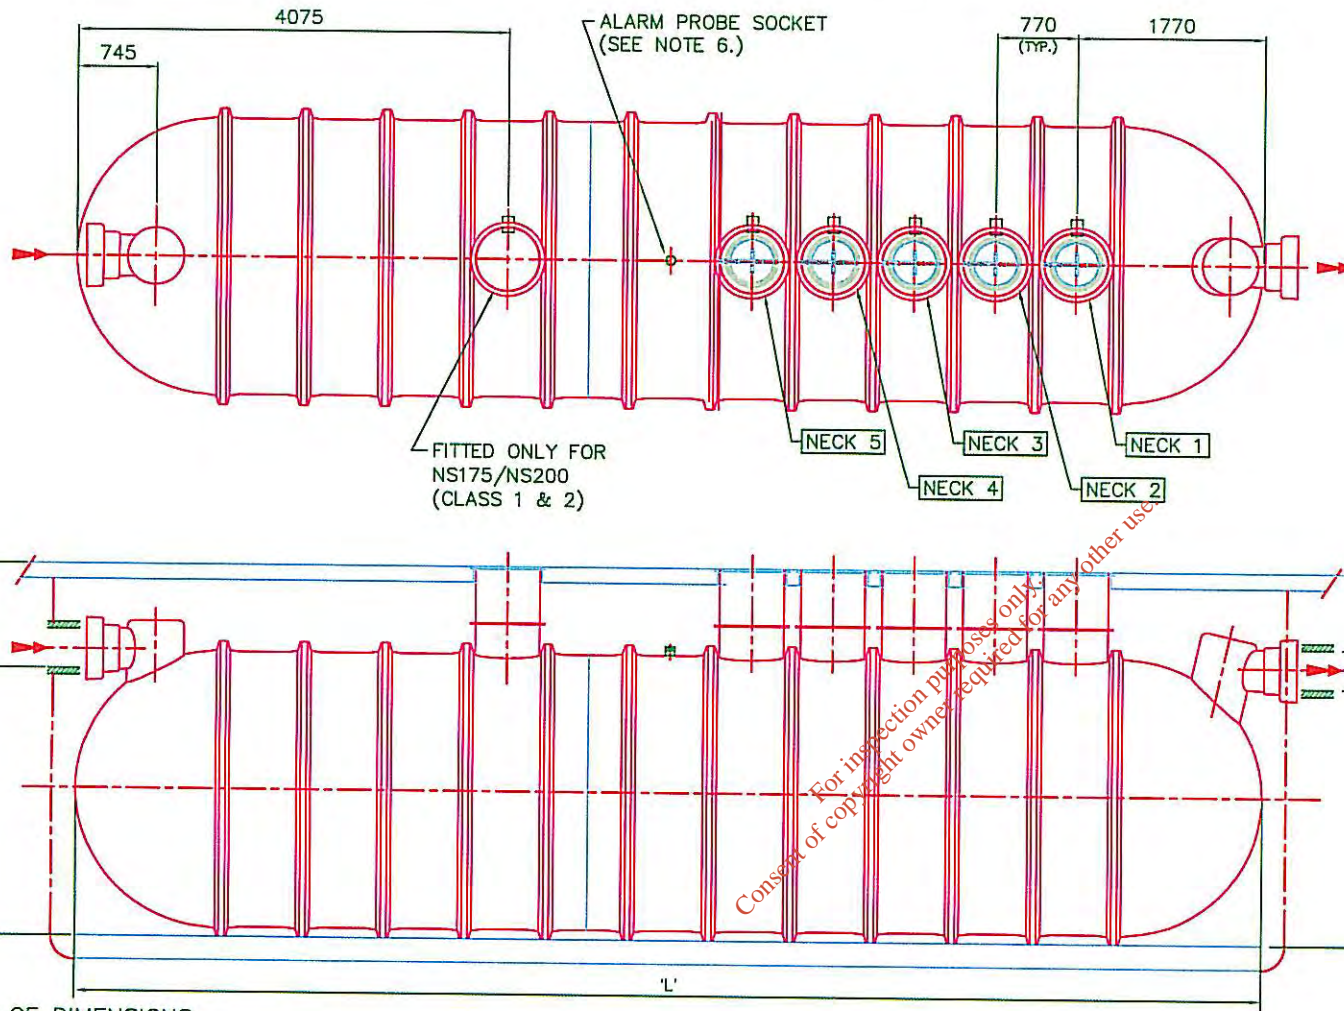 4075
745
ALARM PROBE SOCKET
(SEE NOTE 6.)
770
(TYP.)
1770
FITTED ONLY FOR
NS175/NS200
(CLASS 1 & 2)
NECK 5
NECK 4
NECK 3
NECK 2
NECK 1
For inspection purposes only.
Consent of copyright owner required for any other use.
'L'
OF DIMENSIONS